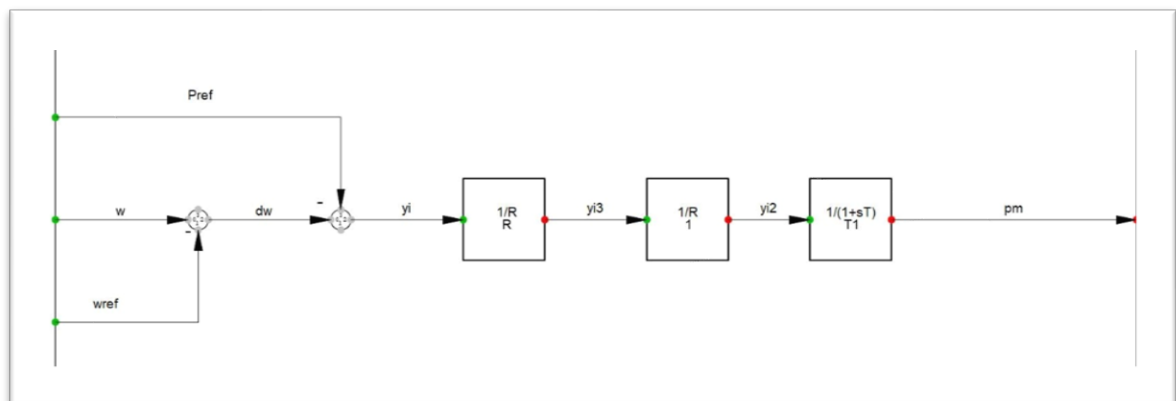 Pref
-
w
dw
yi
1/R
R
yi3
1/R
1
yi2
1/(1+sT)
T1
pm
-
wref